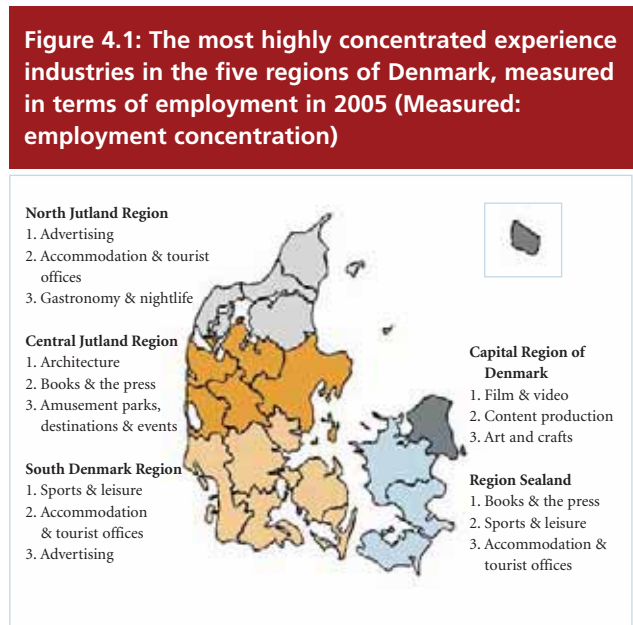 Figure 4.1: The most highly concentrated experience
industries in the five regions of Denmark, measured
in terms of employment in 2005 (Measured:
employment concentration)
North Jutland Region
1. Advertising
2. Accommodation & tourist
offices
3. Gastronomy & nightlife
Central Jutland Region
1. Architecture
2. Books & the press
3. Amusement parks,
destinations & events
South Denmark Region
1. Sports & leisure
2. Accommodation
& tourist offices
3. Advertising
Capital Region of
Denmark
1. Film & video
2. Content production
3. Art and crafts
Region Sealand
1. Books & the press
2. Sports & leisure
3. Accommodation &
tourist offices